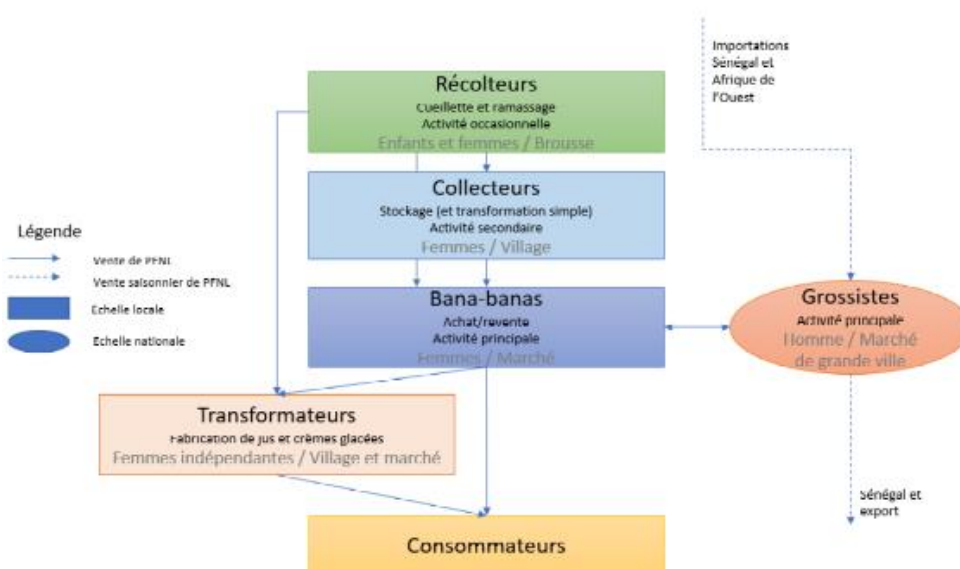 Importations
Sénégal et
Afrique de
l'Ouest
Récolteurs
Cueillette et ramassage
Activité occasionnelle
Enfants et femmes / Brousse
Collecteurs
Stockage (et transformation simple)
Activité secondaire
Femmes / Village
Légende
Vente de PFNL
Vente saisonnier de PFNL
Echelle locale
Echelle nationale
Bana-banas
Achat/revente
Activité principale
Femmes / Marché
Grossistes
Activité principale
Homme / Marché
de grande ville
Transformateurs
Fabrication de jus et crèmes glacées
Femmes indépendantes / Village et marché
Sénégal et
export
Consommateurs